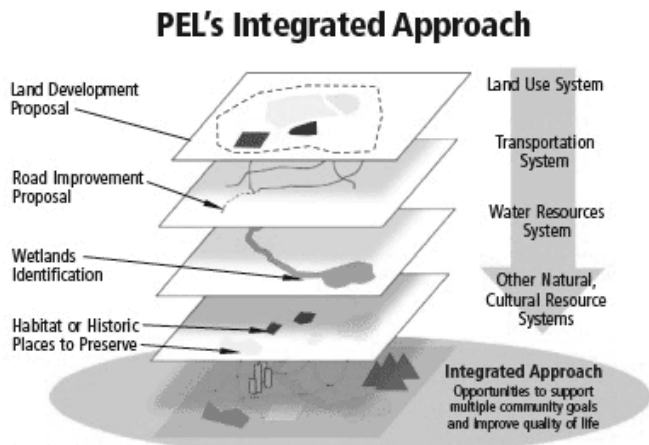 PEL's Integrated Approach
Land Development
Proposal
Land Use System
Transportation
System
Road Improvement
Proposal
Water Resources
System
Wetlands
Identification
Other Natural,
Cultural Resource
Systems
Habitat or Historic
Places to Preserve
Integrated Approach
Opportunities to support
multiple community goals
and improve quality of life